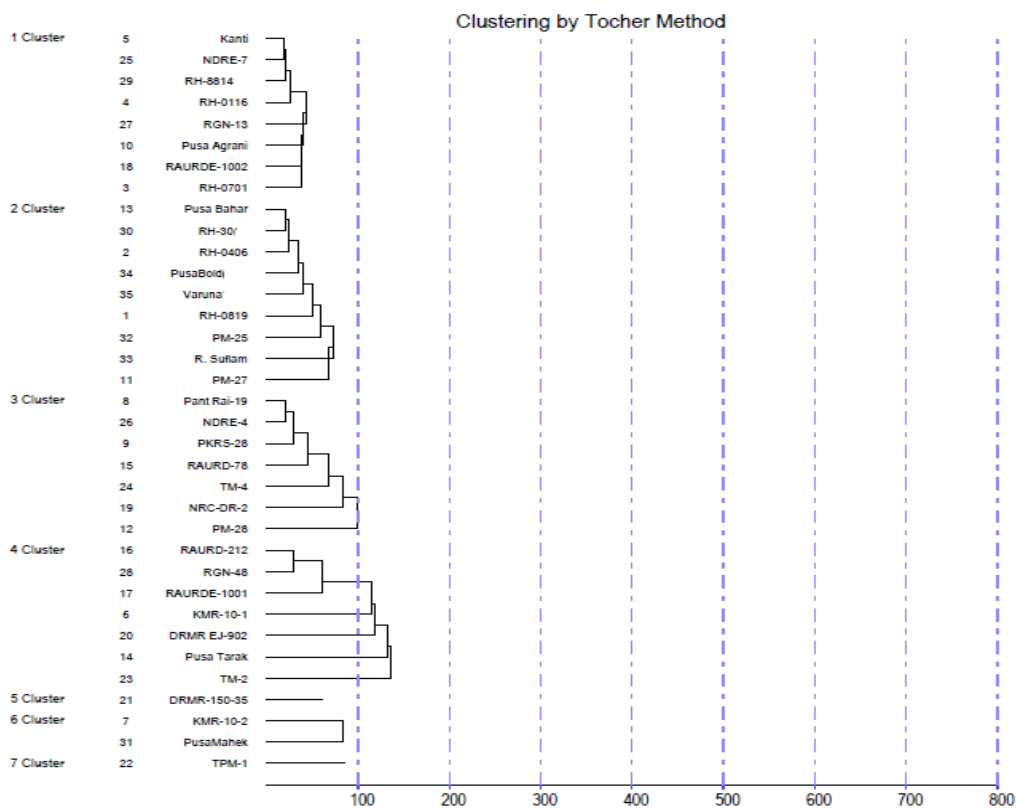 Clustering by Tocher Method
1 Cluster 5 Kanti
25 NDRE-7
29 RH-8814
4 RH-0116
27 RGN-13
10 Pusa Agrani
18 RAURDE-1002
3 RH-0701
2 Cluster 13 Pusa Bahar
30 RH-30/
2 RH-0406
34 PusaBold)
35 Varuna
1 RH-0819
32 PM-25
33 R. Suflam
11 PM-27
3 Cluster 8 Pant Rai-19
26 NDRE-4
9 PKRS-28
15 RAURD-78
24 TM-4
19 NRC-DR-2
12 PM-28
4 Cluster 16 RAURD-212
28 RGN-48
17 RAURDE-1001
6 KMR-10-1
20 DRMR EJ-902
14 Pusa Tarak
23 TM-2
5 Cluster 21 DRMR-150-35
6 Cluster 7 KMR-10-2
31 PusaMahek
7 Cluster 22 TPM-1
100 200 300 400 500 600 700 800